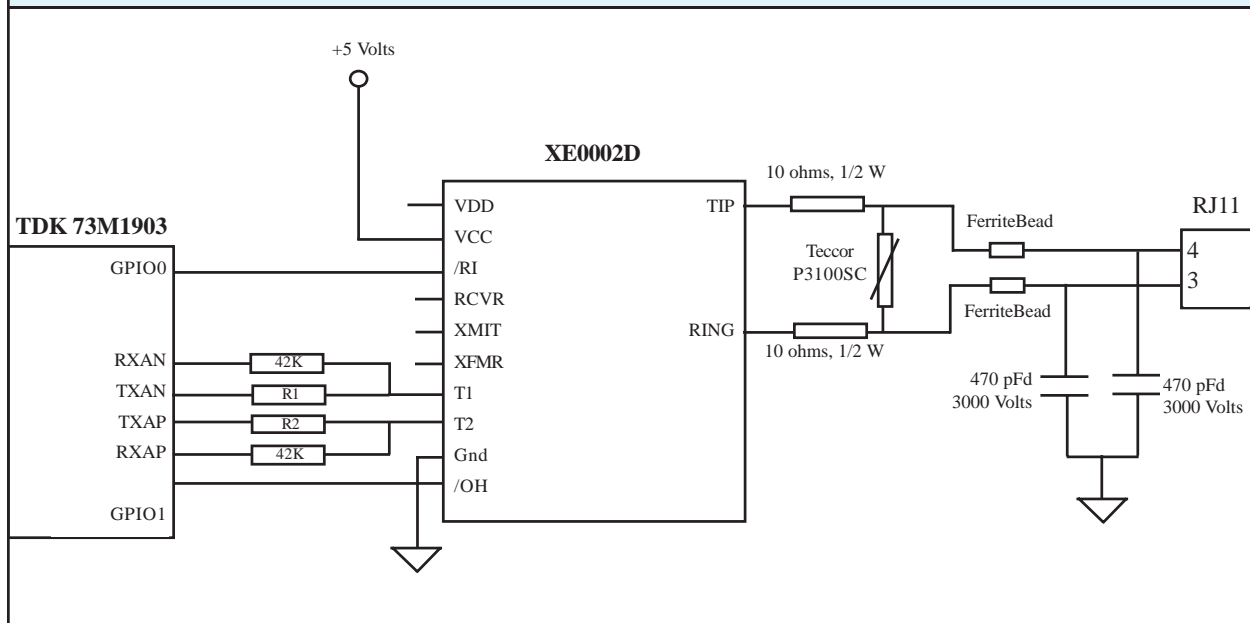 +5 Volts
XE0002D
10 ohms, 1/2 W
TDK 73M1903
VDD
TIP
RJ11
VCC
FerriteBead
GPIO0
/RI
Teccor
P3100SC
4
3
RCVR
FerriteBead
XMIT
RING
10 ohms, 1/2 W
RXAN
42K
XFMR
TXAN
R1
T1
470 pFd
3000 Volts
470 pFd
3000 Volts
TXAP
R2
T2
RXAP
42K
Gnd
/OH
GPIO1